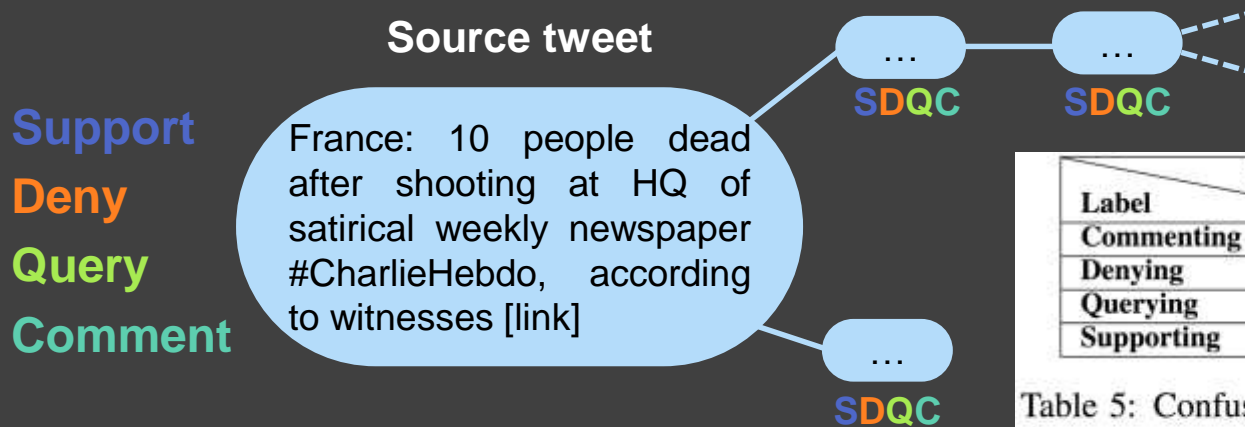 Source tweet
Support
Deny
Query
Comment
France: 10 people dead
after shooting at HQ of
satirical weekly newspaper
#CharlieHebdo, according
to witnesses [link]
...
SDQC
...
SDQC
...
SDQC
Label
Commenting
Denying
Querying
Supporting
Table 5: Confus